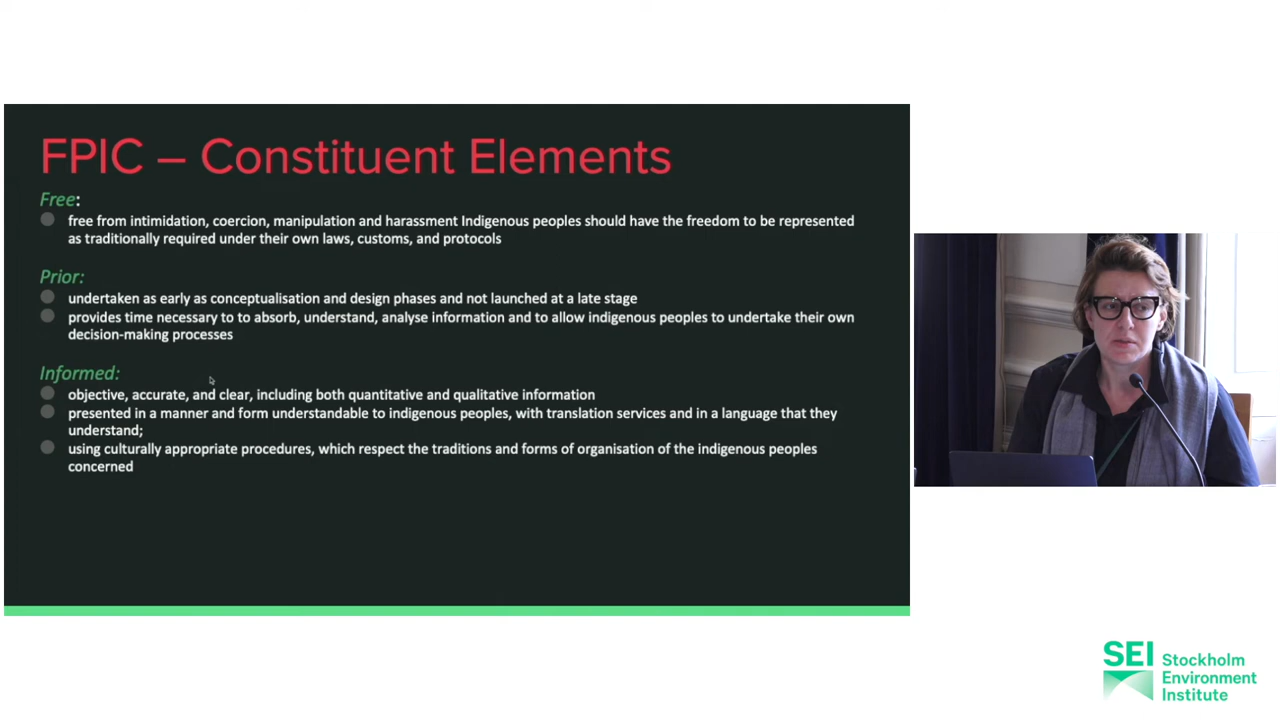 FPIC – Constituent Elements
Free:
free from intimidation, coercion, manipulation and harassment Indigenous peoples should have the freedom to be represented
as traditionally required under their own laws, customs, and protocols
Prior:
undertaken as early as conceptualisation and design phases and not launched at a late stage
provides time necessary to to absorb, understand, analyse information and to allow indigenous peoples to undertake their own
decision-making processes
Informed:
objective, accurate, and clear, including both quantitative and qualitative information
presented in a manner and form understandable to indigenous peoples, with translation services and in a language that they
understand;
using culturally appropriate procedures, which respect the traditions and forms of organisation of the indigenous peoples
concerned
SEI Stockholm
Environment
Institute